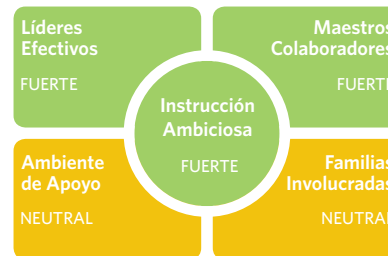 Líderes
Efectivos
FUERTE
Maestros
Colaboradores
FUERTE
Instrucción
Ambiciosa
FUERTE
Ambiente
de Apoyo
NEUTRAL
Familias
Involucradas
NEUTRAL